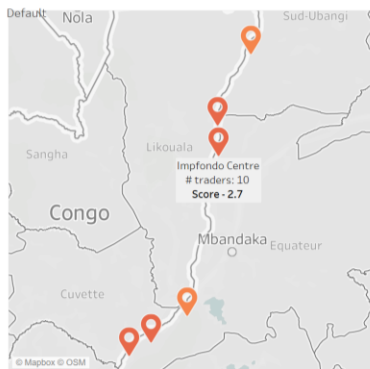 Default
Nola
Sud-Ubangi
Likouala
Sangha
Impfondo Centre
# traders: 10
Score - 2.7
Congo
Mbandaka
Equateur
Cuvette
© Mapbox © OSM